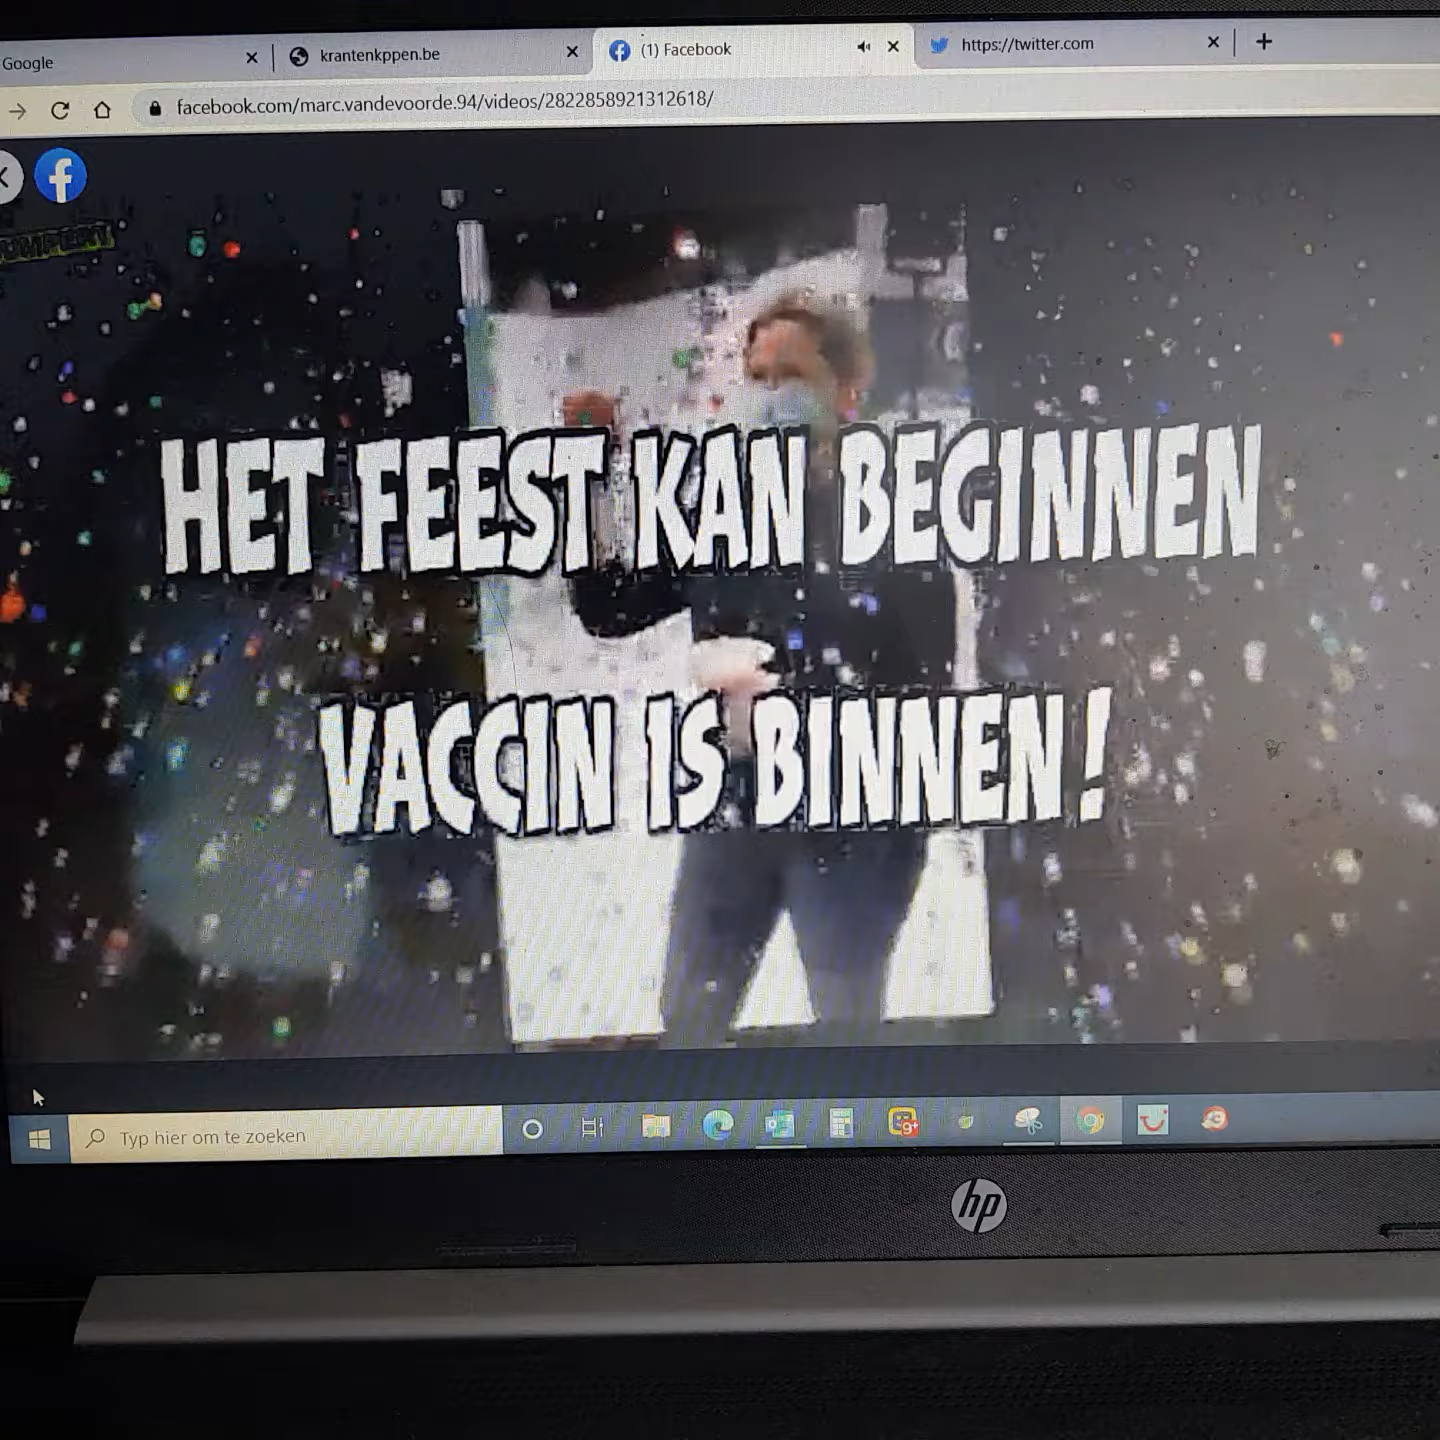 Google
krantenkppen.be
(1) Facebook
https://twitter.com
facebook.com/marc.vandevoorde.94/videos/2822858921312618/
HET FEEST KAN BEGINNEN
VACCIN IS BINNEN!
Typ hier om te zoeken
9+
hp